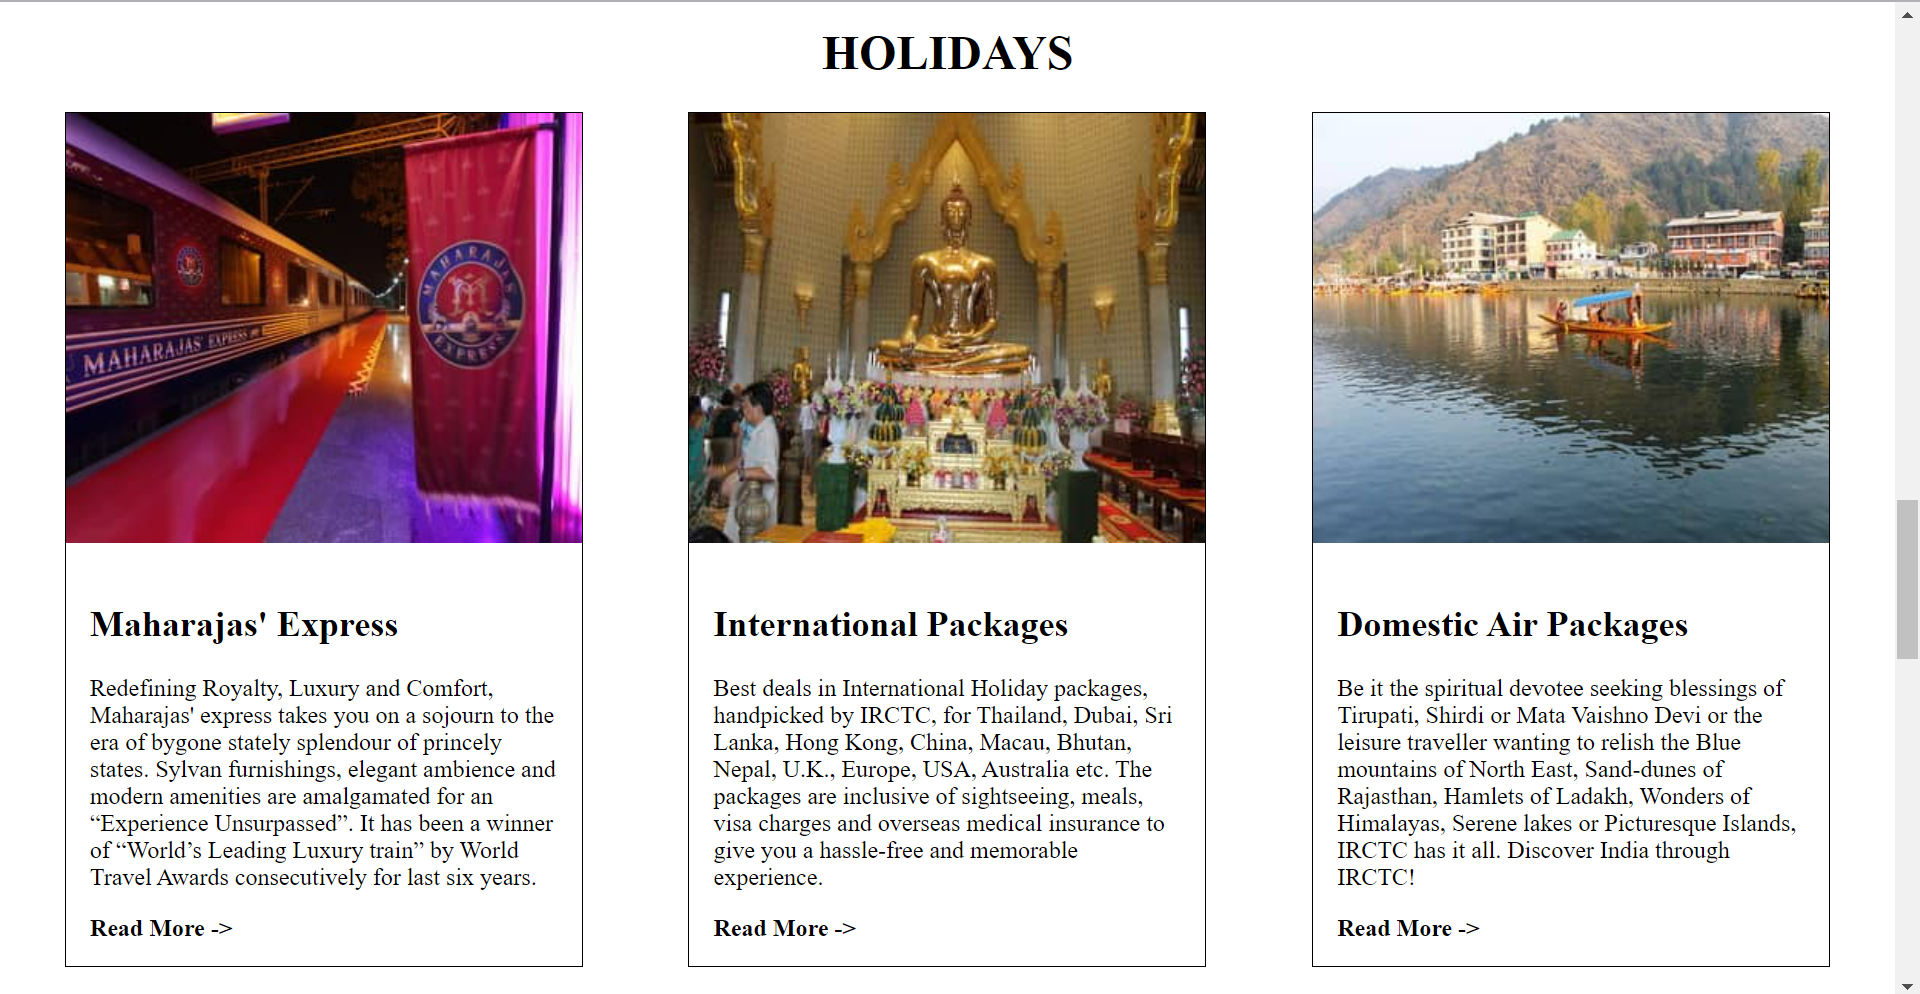 HOLIDAYS
MAHARAJAS' EXPRESS
MAHARAJAS
EXPRESS
Maharajas' Express
Redefining Royalty, Luxury and Comfort,
Maharajas' express takes you on a sojourn to the
era of bygone stately splendour of princely
states. Sylvan furnishings, elegant ambience and
modern amenities are amalgamated for an
“Experience Unsurpassed”. It has been a winner
of “World’s Leading Luxury train” by World
Travel Awards consecutively for last six years.
Read More ->
International Packages
Best deals in International Holiday packages,
handpicked by IRCTC, for Thailand, Dubai, Sri
Lanka, Hong Kong, China, Macau, Bhutan,
Nepal, U.K., Europe, USA, Australia etc. The
packages are inclusive of sightseeing, meals,
visa charges and overseas medical insurance to
give you a hassle-free and memorable
experience.
Read More ->
Domestic Air Packages
Be it the spiritual devotee seeking blessings of
Tirupati, Shirdi or Mata Vaishno Devi or the
leisure traveller wanting to relish the Blue
mountains of North East, Sand-dunes of
Rajasthan, Hamlets of Ladakh, Wonders of
Himalayas, Serene lakes or Picturesque Islands,
IRCTC has it all. Discover India through
IRCTC!
Read More ->